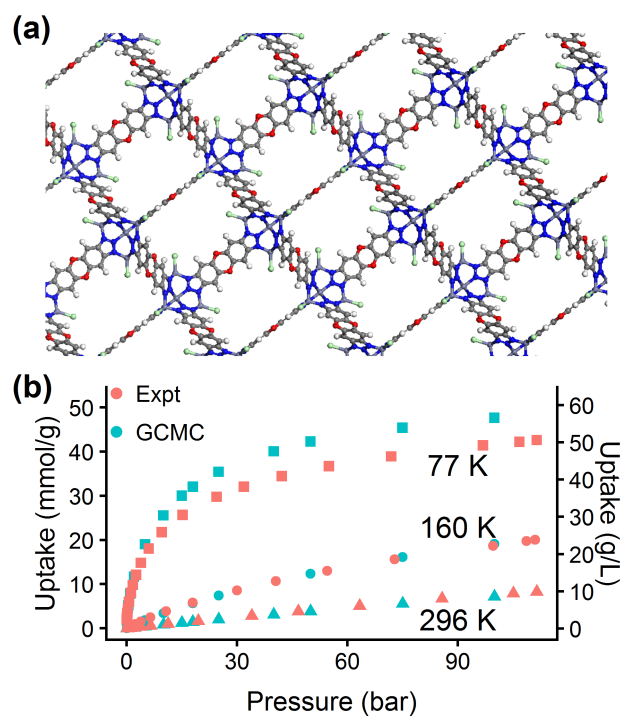 (a)
(b)
Expt
GCMC
77 K
160 K
296 K
50
40
30
20
10
0
Uptake (mmol/g)
60
50
40
30
20
10
0
Uptake (g/L)
0 30 60 90
Pressure (bar)